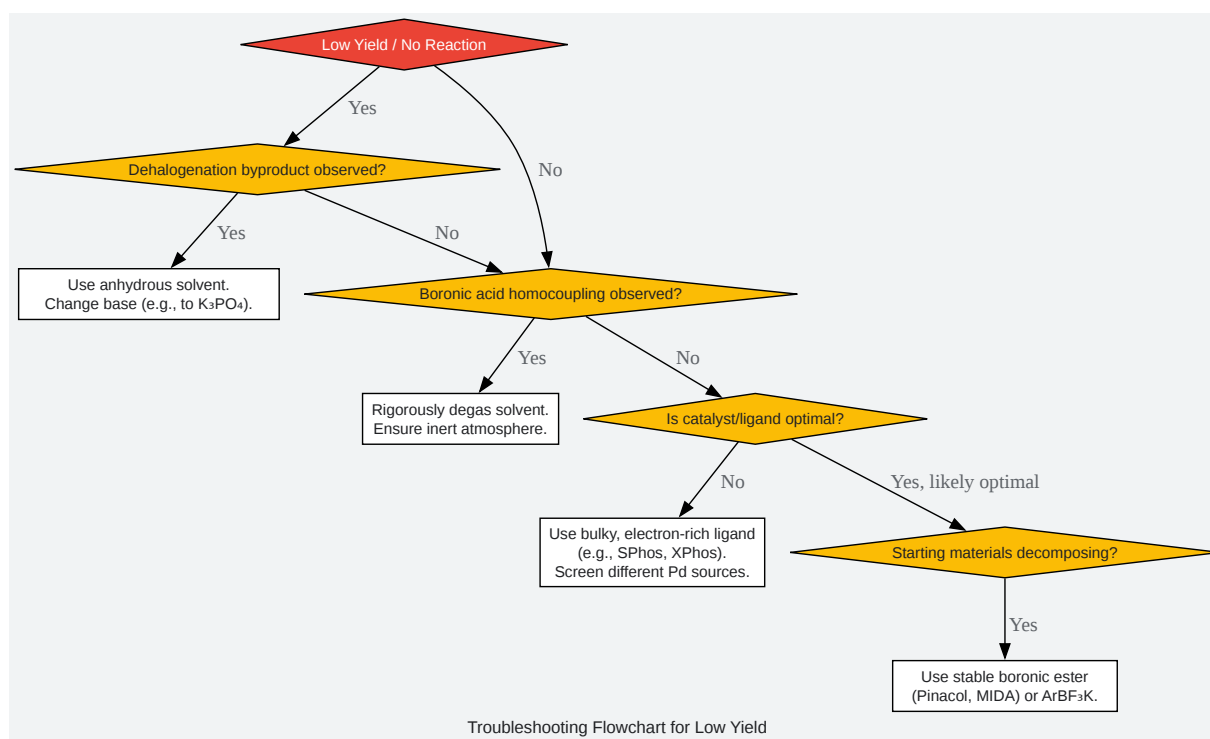 Low Yield / No Reaction
Yes
No
Dehalogenation byproduct observed?
Yes
No
Use anhydrous solvent.
Change base (e.g., to K₃PO₄).
Boronic acid homocoupling observed?
Yes
No
Rigorously degas solvent.
Ensure inert atmosphere.
Is catalyst/ligand optimal?
No
Yes, likely optimal
Use bulky, electron-rich ligand
(e.g., SPhos, XPhos).
Screen different Pd sources.
Starting materials decomposing?
Yes
Use stable boronic ester
(Pinacol, MIDA) or ArBF₃K.
Troubleshooting Flowchart for Low Yield